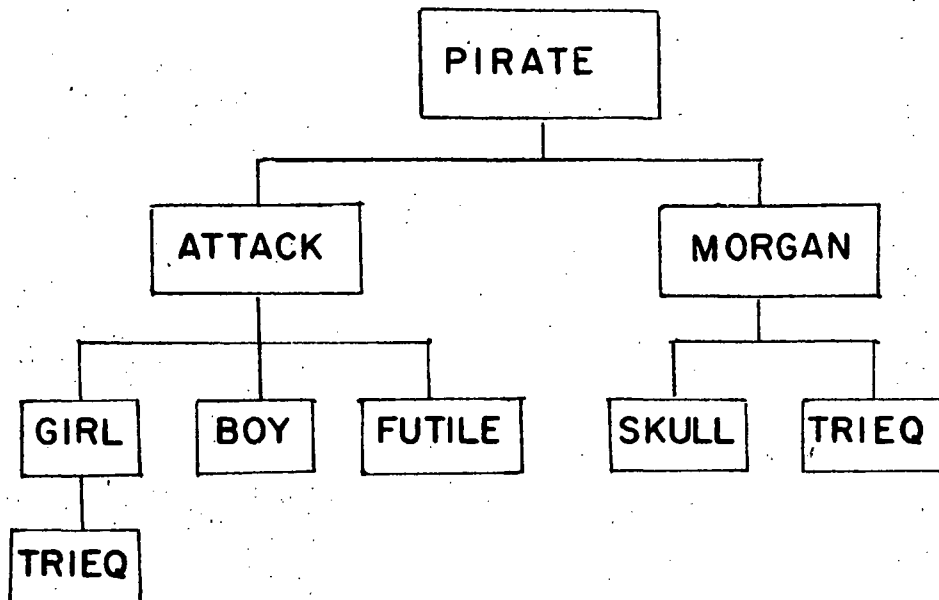 PIRATE
ATTACK MORGAN
GIRL BOY FUTILE SKULL TRIEQ
TRIEQ